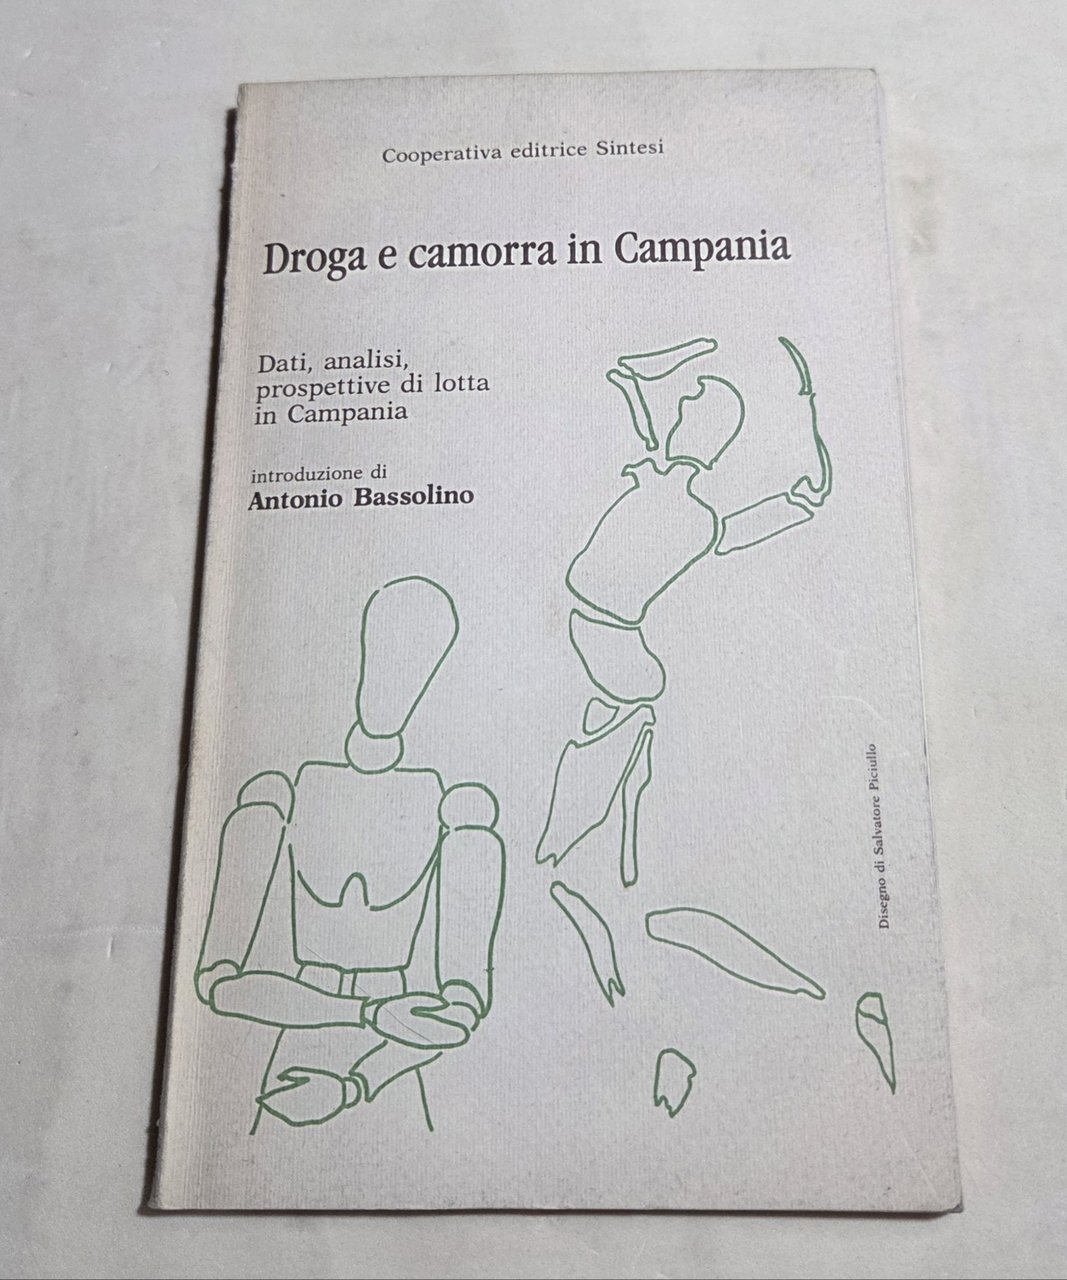 Cooperativa editrice Sintesi
Droga e camorra in Campania
Dati, analisi,
prospettive di lotta
in Campania
introduzione di
Antonio Bassolino
Disegno di Salvatore Piciullo